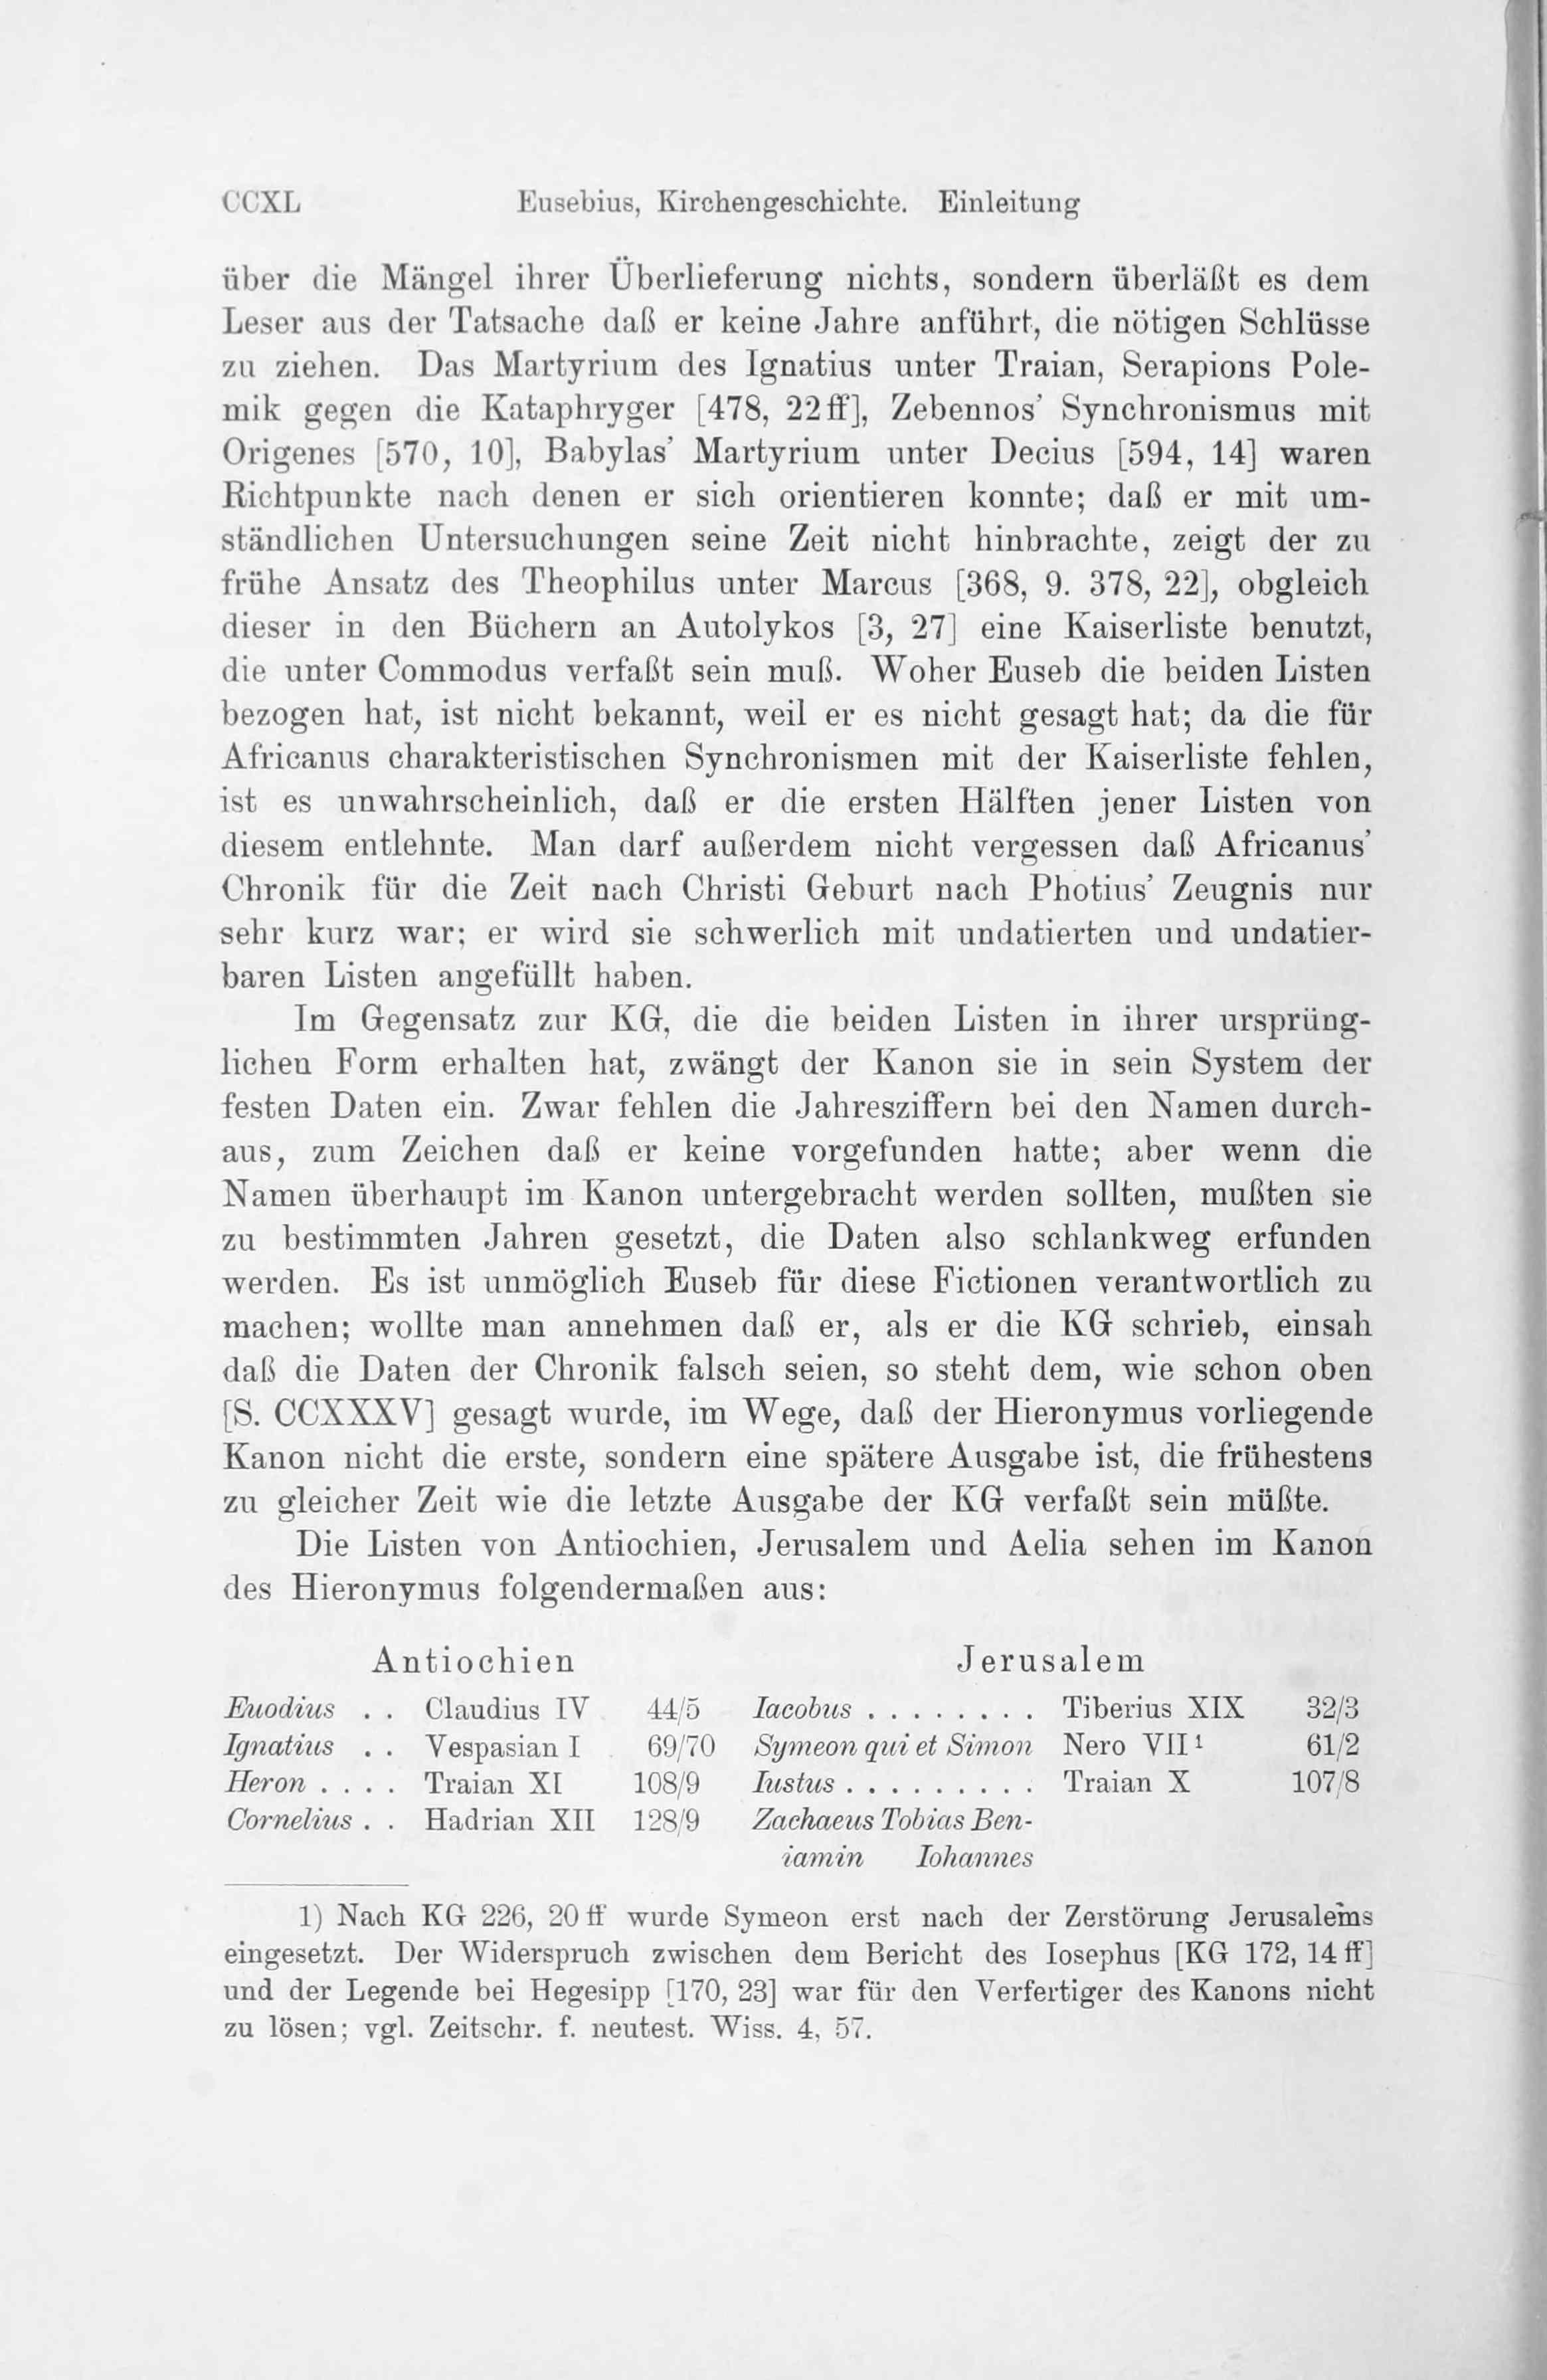 CCXL Eusebius, Kirchengeschichte. Einleitung
über die Mängel ihrer Überlieferung nichts, sondern überläßt es dem
Leser aus der Tatsache daß er keine Jahre anführt, die nötigen Schlüsse
zu ziehen. Das Martyrium des Ignatius unter Traian, Serapions Pole-
mik gegen die Kataphryger [478, 22ff], Zebennos’ Synchronismus mit
Origenes [570, 10], Babylas’ Martyrium unter Decius [594, 14] waren
Richtpunkte nach denen er sich orientieren konnte; daß er mit um-
ständlichen Untersuchungen seine Zeit nicht hinbrachte, zeigt der zu
frühe Ansatz des Theophilus unter Marcus [368, 9. 378, 22], obgleich
dieser in den Büchern an Autolykos [3, 27] eine Kaiserliste benutzt,
die unter Commodus verfaßt sein muß. Woher Euseb die beiden Listen
bezogen hat, ist nicht bekannt, weil er es nicht gesagt hat; da die für
Africanus charakteristischen Synchronismen mit der Kaiserliste fehlen,
ist es unwahrscheinlich, daß er die ersten Hälften jener Listen von
diesem entlehnte. Man darf außerdem nicht vergessen daß Africanus’
Chronik für die Zeit nach Christi Geburt nach Photius’ Zeugnis nur
sehr kurz war; er wird sie schwerlich mit undatierten und undatier-
baren Listen angefüllt haben.
Im Gegensatz zur KG, die die beiden Listen in ihrer ursprüng-
lichen Form erhalten hat, zwängt der Kanon sie in sein System der
festen Daten ein. Zwar fehlen die Jahresziffern bei den Namen durch-
aus, zum Zeichen daß er keine vorgefunden hatte; aber wenn die
Namen überhaupt im Kanon untergebracht werden sollten, mußten sie
zu bestimmten Jahren gesetzt, die Daten also schlankweg erfunden
werden. Es ist unmöglich Euseb für diese Fictionen verantwortlich zu
machen; wollte man annehmen daß er, als er die KG schrieb, einsah
daß die Daten der Chronik falsch seien, so steht dem, wie schon oben
[S. CCXXXV] gesagt wurde, im Wege, daß der Hieronymus vorliegende
Kanon nicht die erste, sondern eine spätere Ausgabe ist, die frühestens
zu gleicher Zeit wie die letzte Ausgabe der KG verfaßt sein müßte.
Die Listen von Antiochien, Jerusalem und Aelia sehen im Kanon
des Hieronymus folgendermaßen aus:
Antiochien Jerusalem
Euodius . . Claudius IV 44/5 Iacobus . . . . . . . . Tiberius XIX 32/3
Ignatius . . Vespasian I 69/70 Symeon qui et Simon Nero VII¹ 61/2
Heron . . . . Traian XI 108/9 Iustus . . . . . . . . . Traian X 107/8
Cornelius . . Hadrian XII 128/9 Zachaeus Tobias Ben-
iamin Iohannes
1) Nach KG 226, 20 ff wurde Symeon erst nach der Zerstörung Jerusalems
eingesetzt. Der Widerspruch zwischen dem Bericht des Iosephus [KG 172, 14 ff]
und der Legende bei Hegesipp [170, 23] war für den Verfertiger des Kanons nicht
zu lösen; vgl. Zeitschr. f. neutest. Wiss. 4, 57.